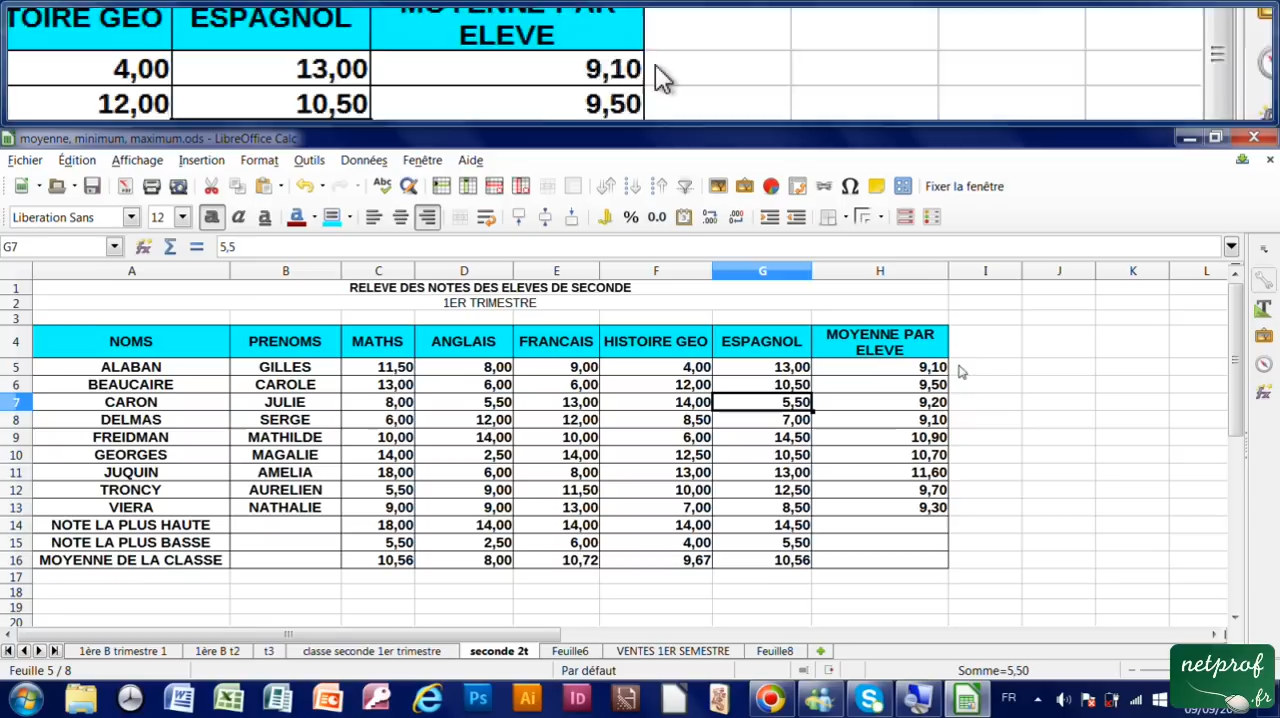 TOIRE GEO ESPAGNOL MOYENNE PAR ELEVE
4,00 13,00 9,10
12,00 10,50 9,50
moyenne, minimum, maximum.ods - LibreOffice Calc
Fichier Édition Affichage Insertion Format Outils Données Fenêtre Aide
Fixer la fenêtre
Liberation Sans 12
G7 5,5
A B C D E F G H I J K L
1 RELEVE DES NOTES DES ELEVES DE SECONDE
2 1ER TRIMESTRE
3
4 NOMS PRENOMS MATHS ANGLAIS FRANCAIS HISTOIRE GEO ESPAGNOL MOYENNE PAR ELEVE
5 ALABAN GILLES 11,50 8,00 9,00 4,00 13,00 9,10
6 BEAUCAIRE CAROLE 13,00 6,00 6,00 12,00 10,50 9,50
7 CARON JULIE 8,00 5,50 13,00 14,00 5,50 9,20
8 DELMAS SERGE 6,00 12,00 12,00 8,50 7,00 9,10
9 FREIDMAN MATHILDE 10,00 14,00 10,00 6,00 14,50 10,90
10 GEORGES MAGALIE 14,00 2,50 14,00 12,50 10,50 10,70
11 JUQUIN AMELIA 18,00 6,00 8,00 13,00 13,00 11,60
12 TRONCY AURELIEN 5,50 9,00 11,50 10,00 12,50 9,70
13 VIERA NATHALIE 9,00 9,00 13,00 7,00 8,50 9,30
14 NOTE LA PLUS HAUTE 18,00 14,00 14,00 14,00 14,50
15 NOTE LA PLUS BASSE 5,50 2,50 6,00 4,00 5,50
16 MOYENNE DE LA CLASSE 10,56 8,00 10,72 9,67 10,56
17
18
19
20
1ère B trimestre 1 1ère B t2 t3 classe seconde 1er trimestre seconde 2t Feuille6 VENTES 1ER SEMESTRE Feuille8
Feuille 5 / 8 Par défaut Somme=5,50
netprof
.fr
FR